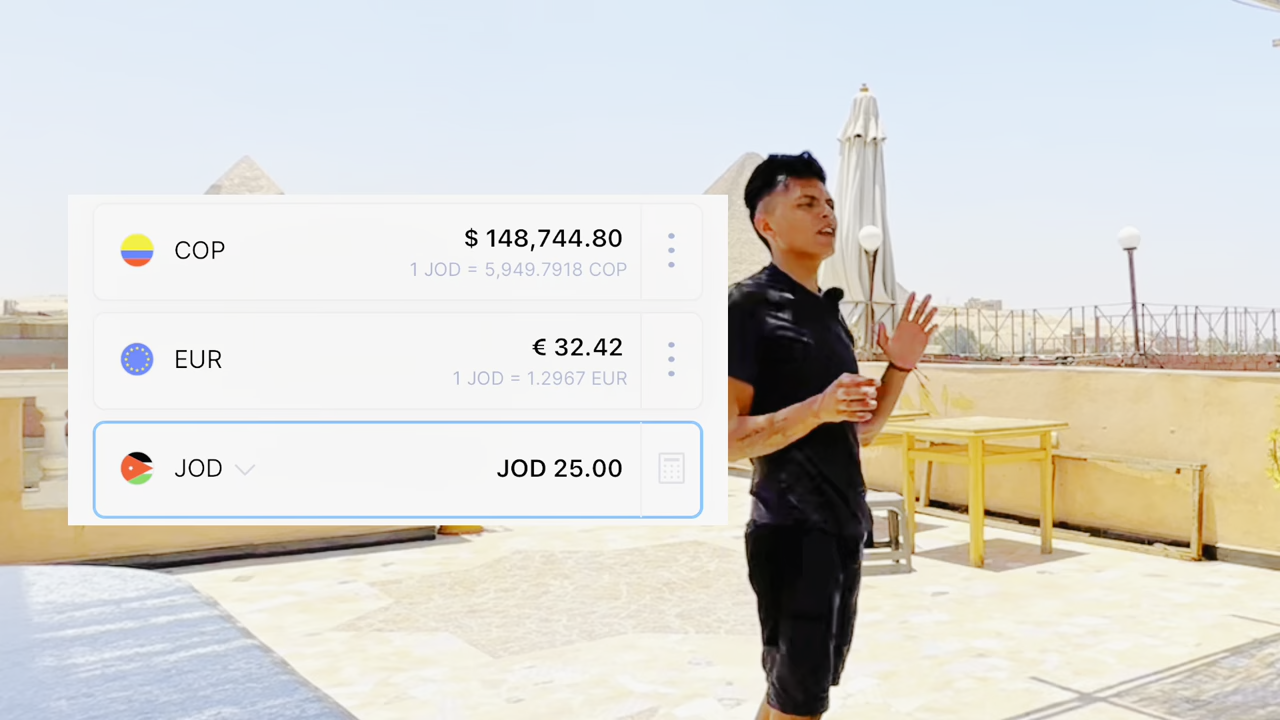 COP
$ 148,744.80
1 JOD = 5,949.7918 COP
EUR
€ 32.42
1 JOD = 1.2967 EUR
JOD
JOD 25.00